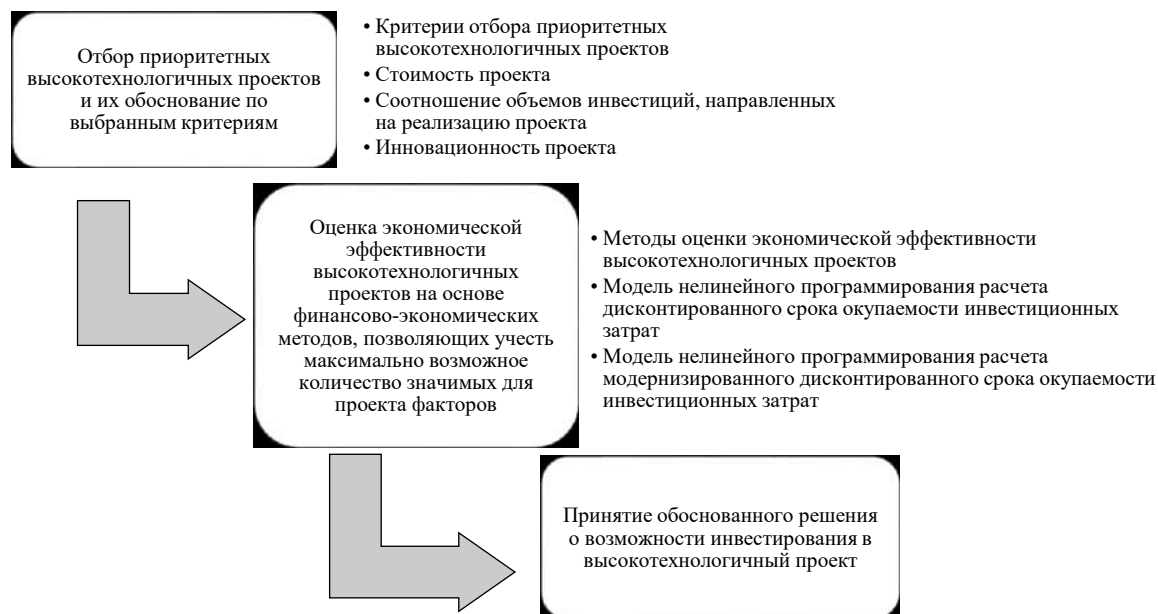 Отбор приоритетных
высокотехнологичных проектов
и их обоснование по
выбранным критериям
• Критерии отбора приоритетных
высокотехнологичных проектов
• Стоимость проекта
• Соотношение объемов инвестиций, направленных
на реализацию проекта
• Инновационность проекта
Оценка экономической
эффективности
высокотехнологичных
проектов на основе
финансово-экономических
методов, позволяющих учесть
максимально возможное
количество значимых для
проекта факторов
• Методы оценки экономической эффективности
высокотехнологичных проектов
• Модель нелинейного программирования расчета
дисконтированного срока окупаемости инвестиционных
затрат
• Модель нелинейного программирования расчета
модернизированного дисконтированного срока окупаемости
инвестиционных затрат
Принятие обоснованного решения
о возможности инвестирования в
высокотехнологичный проект